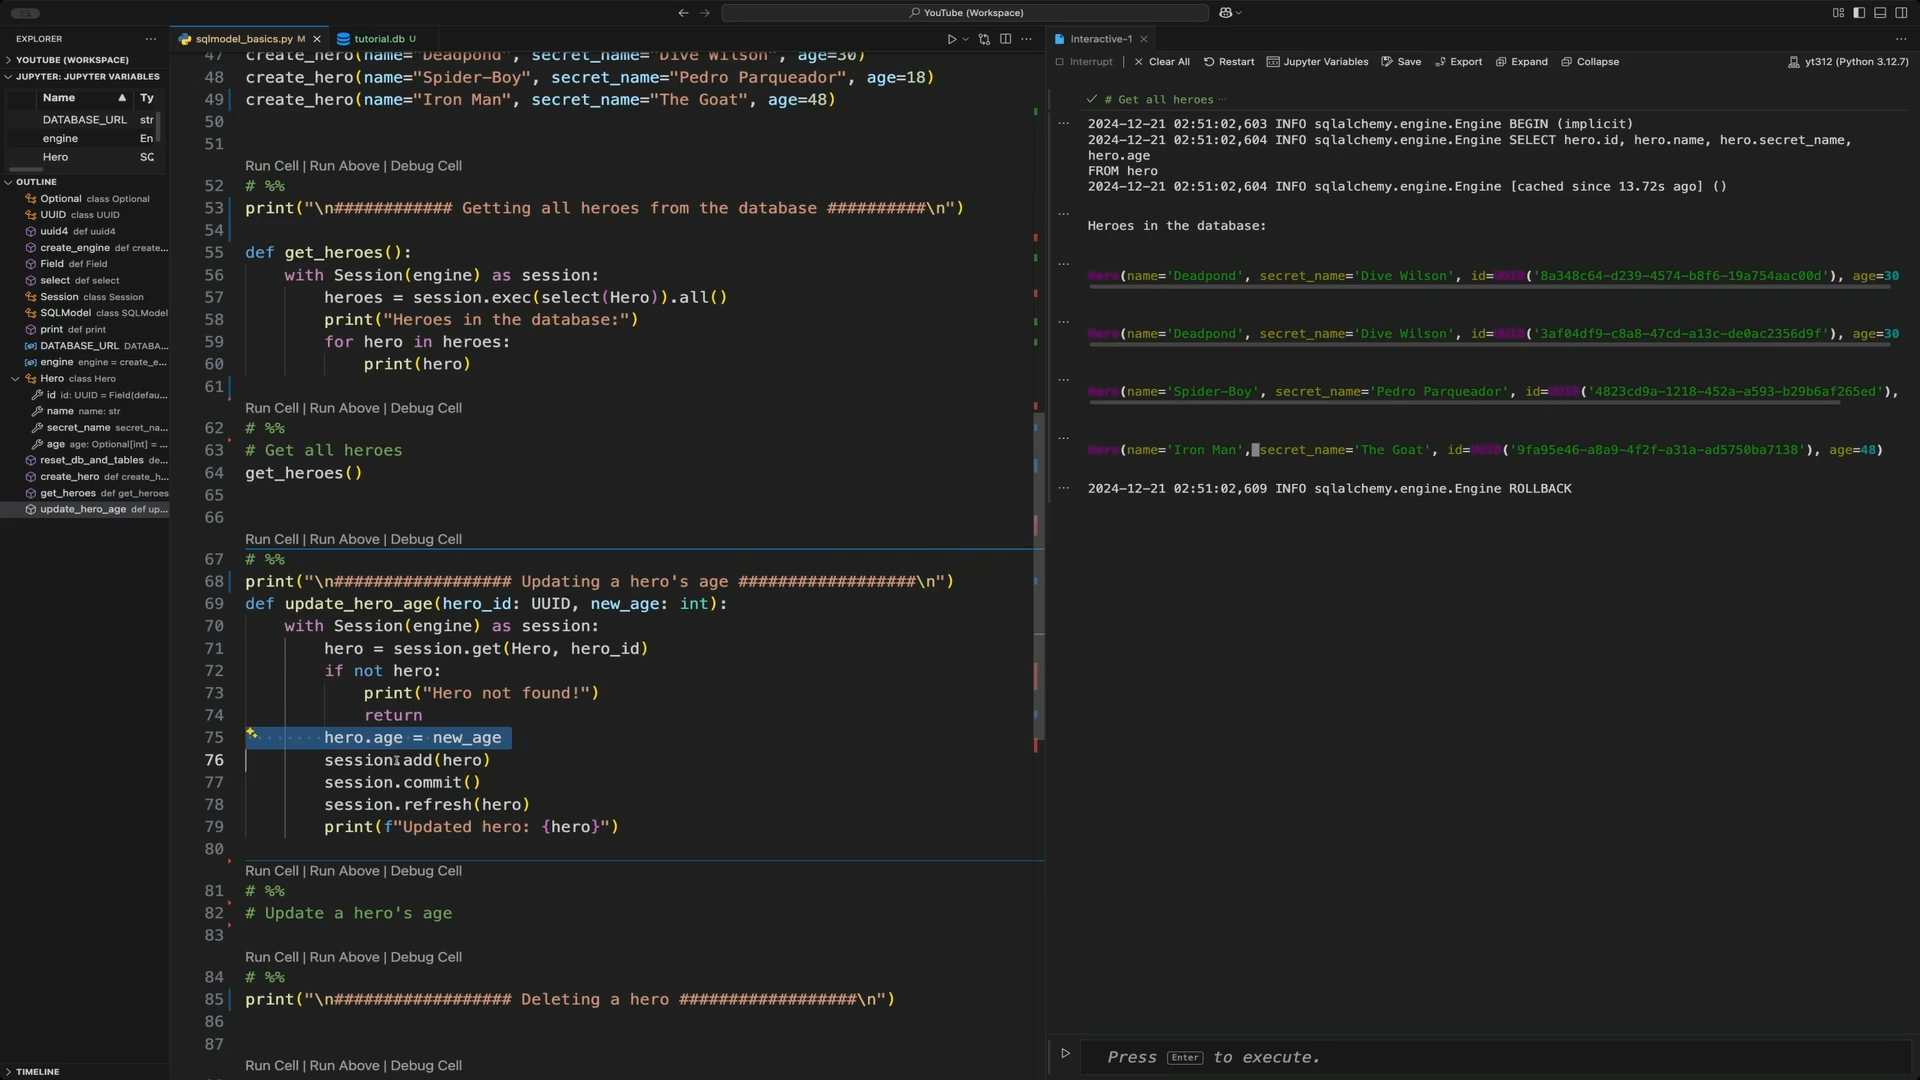 YouTube (Workspace)
EXPLORER
YOUTUBE (WORKSPACE)
JUPYTER: JUPYTER VARIABLES
Name Ty
DATABASE_URL str
engine En
Hero SQ
OUTLINE
Optional class Optional
UUID class UUID
uuid4 def uuid4
create_engine def create...
Field def Field
select def select
Session class Session
SQLModel class SQLModel
print def print
DATABASE_URL DATABA...
engine engine = create_e...
Hero class Hero
id id: UUID = Field(defau...
name name: str
secret_name secret_na...
age age: Optional[int] = ...
reset_db_and_tables de...
create_hero def create_h...
get_heroes def get_heroes
update_hero_age def up...
TIMELINE
sqlmodel_basics.py M
tutorial.db U
47 create_hero(name="Deadpond", secret_name="Dive Wilson", age=30)
48 create_hero(name="Spider-Boy", secret_name="Pedro Parqueador", age=18)
49 create_hero(name="Iron Man", secret_name="The Goat", age=48)
50
51
Run Cell | Run Above | Debug Cell
52 # %%
53 print("\n############ Getting all heroes from the database ##########\n")
54
55 def get_heroes():
56 with Session(engine) as session:
57 heroes = session.exec(select(Hero)).all()
58 print("Heroes in the database:")
59 for hero in heroes:
60 print(hero)
61
Run Cell | Run Above | Debug Cell
62 # %%
63 # Get all heroes
64 get_heroes()
65
66
Run Cell | Run Above | Debug Cell
67 # %%
68 print("\n################## Updating a hero's age ##################\n")
69 def update_hero_age(hero_id: UUID, new_age: int):
70 with Session(engine) as session:
71 hero = session.get(Hero, hero_id)
72 if not hero:
73 print("Hero not found!")
74 return
75 hero.age = new_age
76 session.add(hero)
77 session.commit()
78 session.refresh(hero)
79 print(f"Updated hero: {hero}")
80
Run Cell | Run Above | Debug Cell
81 # %%
82 # Update a hero's age
83
Run Cell | Run Above | Debug Cell
84 # %%
85 print("\n################## Deleting a hero ##################\n")
86
87
Run Cell | Run Above | Debug Cell
Interactive-1
Interrupt Clear All Restart Jupyter Variables Save Export Expand Collapse yt312 (Python 3.12.7)
# Get all heroes ...
2024-12-21 02:51:02,603 INFO sqlalchemy.engine.Engine BEGIN (implicit)
2024-12-21 02:51:02,604 INFO sqlalchemy.engine.Engine SELECT hero.id, hero.name, hero.secret_name,
hero.age
FROM hero
2024-12-21 02:51:02,604 INFO sqlalchemy.engine.Engine [cached since 13.72s ago] ()
Heroes in the database:
Hero(name='Deadpond', secret_name='Dive Wilson', id=UUID('8a348c64-d239-4574-b8f6-19a754aac00d'), age=30
Hero(name='Deadpond', secret_name='Dive Wilson', id=UUID('3af04df9-c8a8-47cd-a13c-de0ac2356d9f'), age=30
Hero(name='Spider-Boy', secret_name='Pedro Parqueador', id=UUID('4823cd9a-1218-452a-a593-b29b6af265ed'),
Hero(name='Iron Man', secret_name='The Goat', id=UUID('9fa95e46-a8a9-4f2f-a31a-ad5750ba7138'), age=48)
2024-12-21 02:51:02,609 INFO sqlalchemy.engine.Engine ROLLBACK
Press Enter to execute.